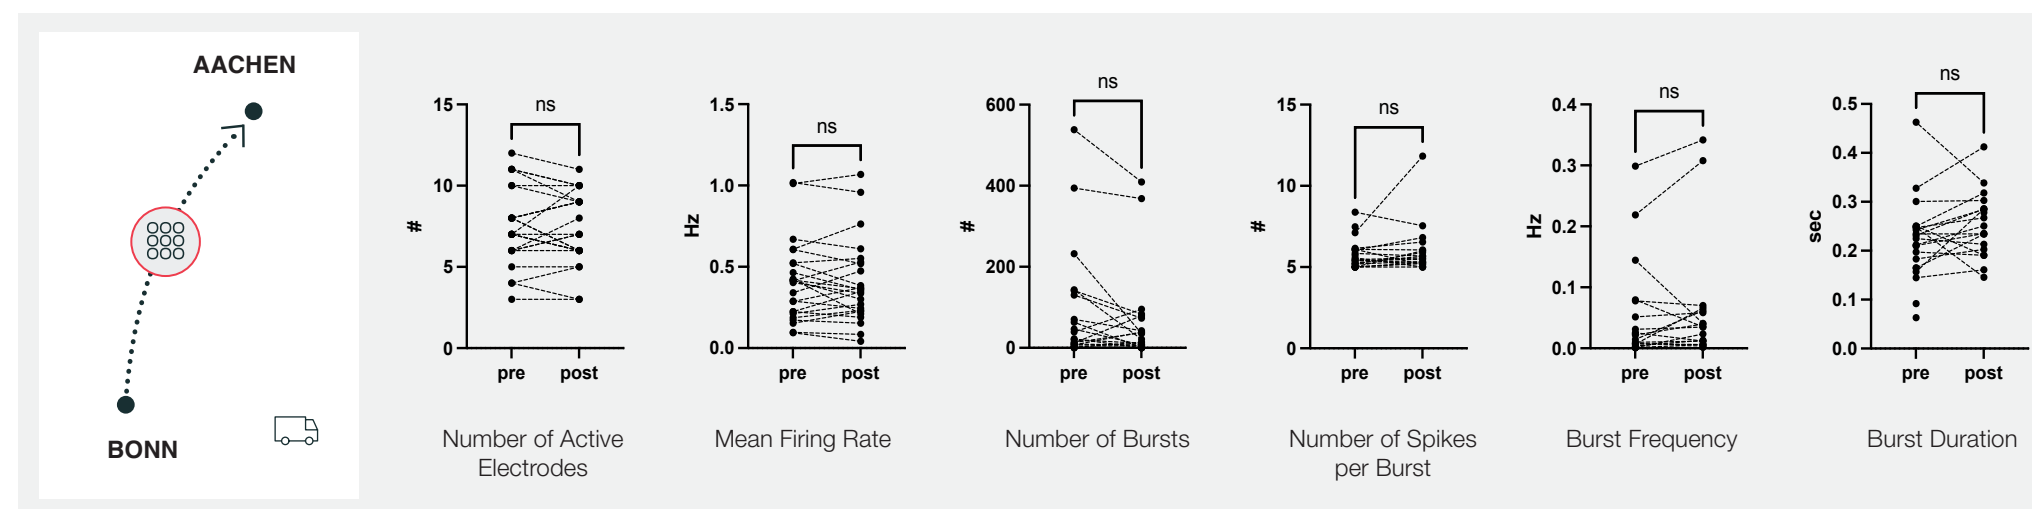 AACHEN
BONN
15
10
5
0
#
ns
pre post
Number of Active
Electrodes
1.5
1.0
0.5
0.0
Hz
ns
pre post
Mean Firing Rate
600
400
200
0
#
ns
pre post
Number of Bursts
15
10
5
0
#
ns
pre post
Number of Spikes
per Burst
0.4
0.3
0.2
0.1
0.0
Hz
ns
pre post
Burst Frequency
0.5
0.4
0.3
0.2
0.1
0.0
sec
ns
pre post
Burst Duration